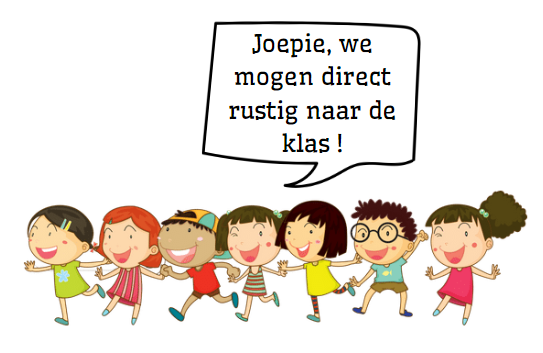 Joepie, we
mogen direct
rustig naar de
klas !